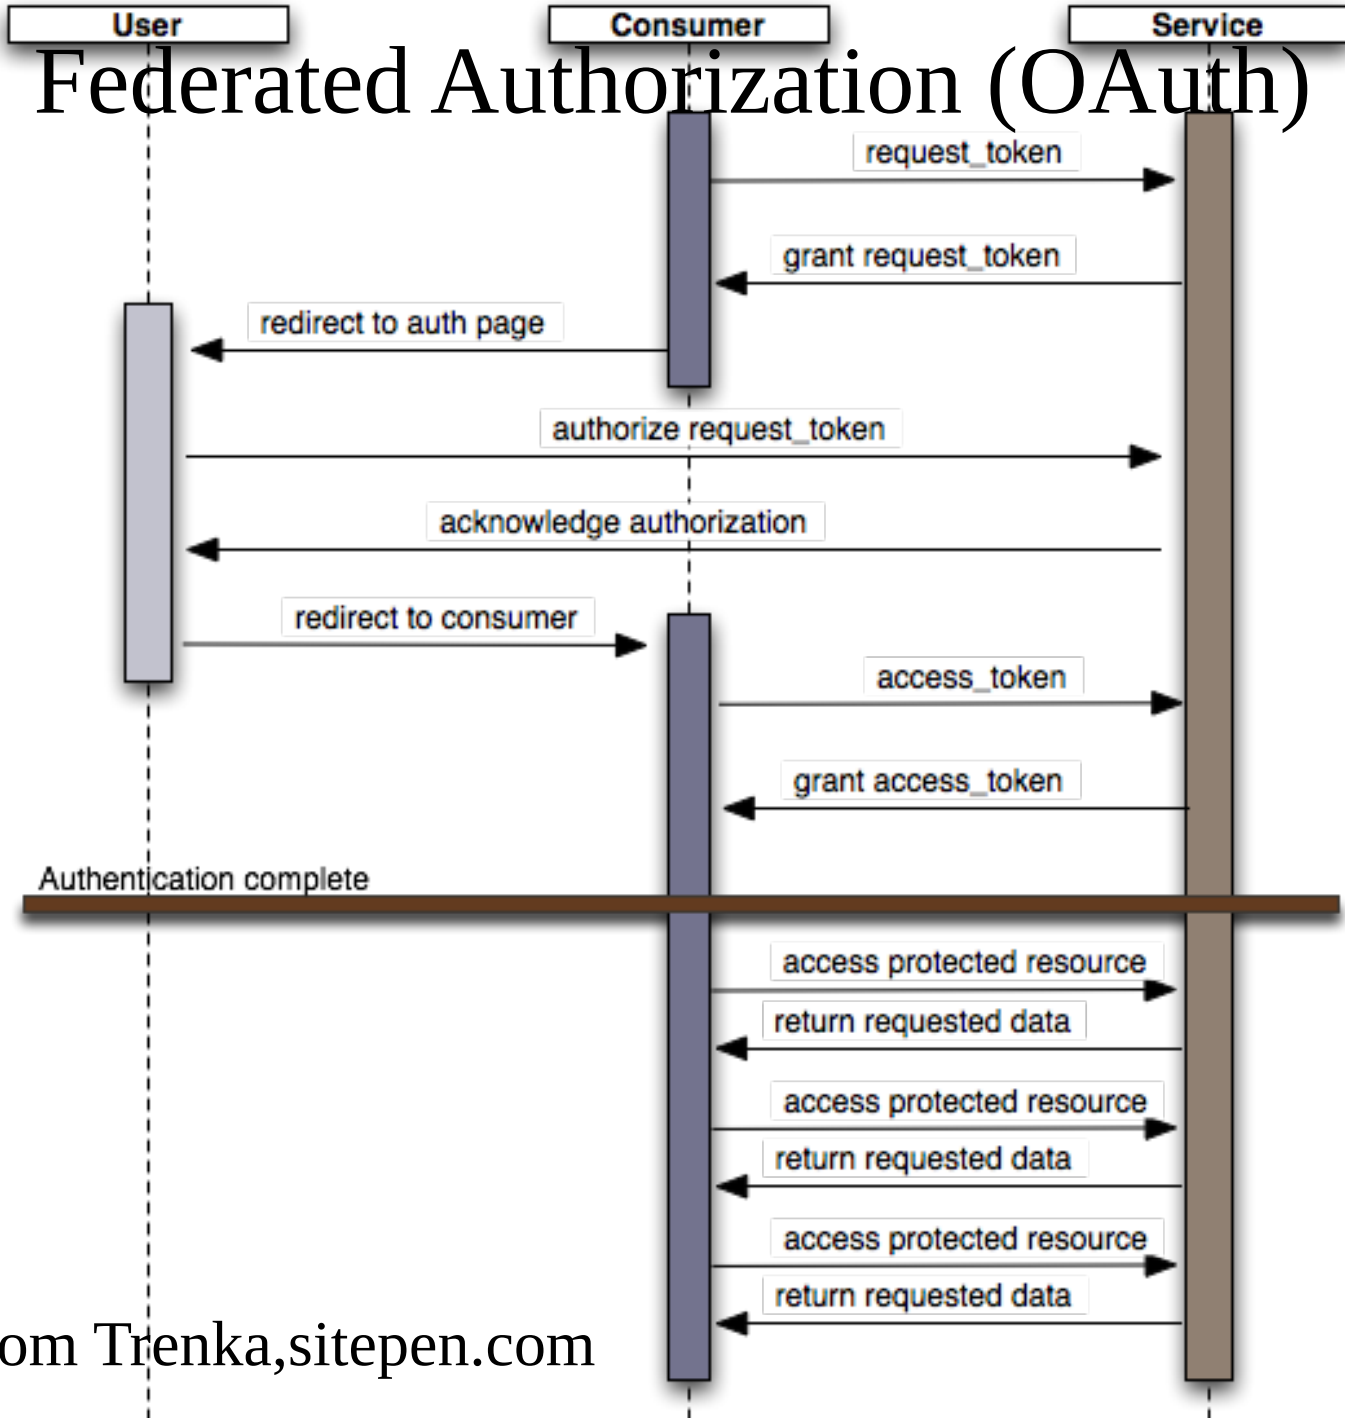 User
Consumer
Service
Federated Authorization (OAuth)
request_token
grant request_token
redirect to auth page
authorize request_token
acknowledge authorization
redirect to consumer
access_token
grant access_token
Authentication complete
access protected resource
return requested data
access protected resource
return requested data
access protected resource
return requested data
om Trenka,sitepen.com